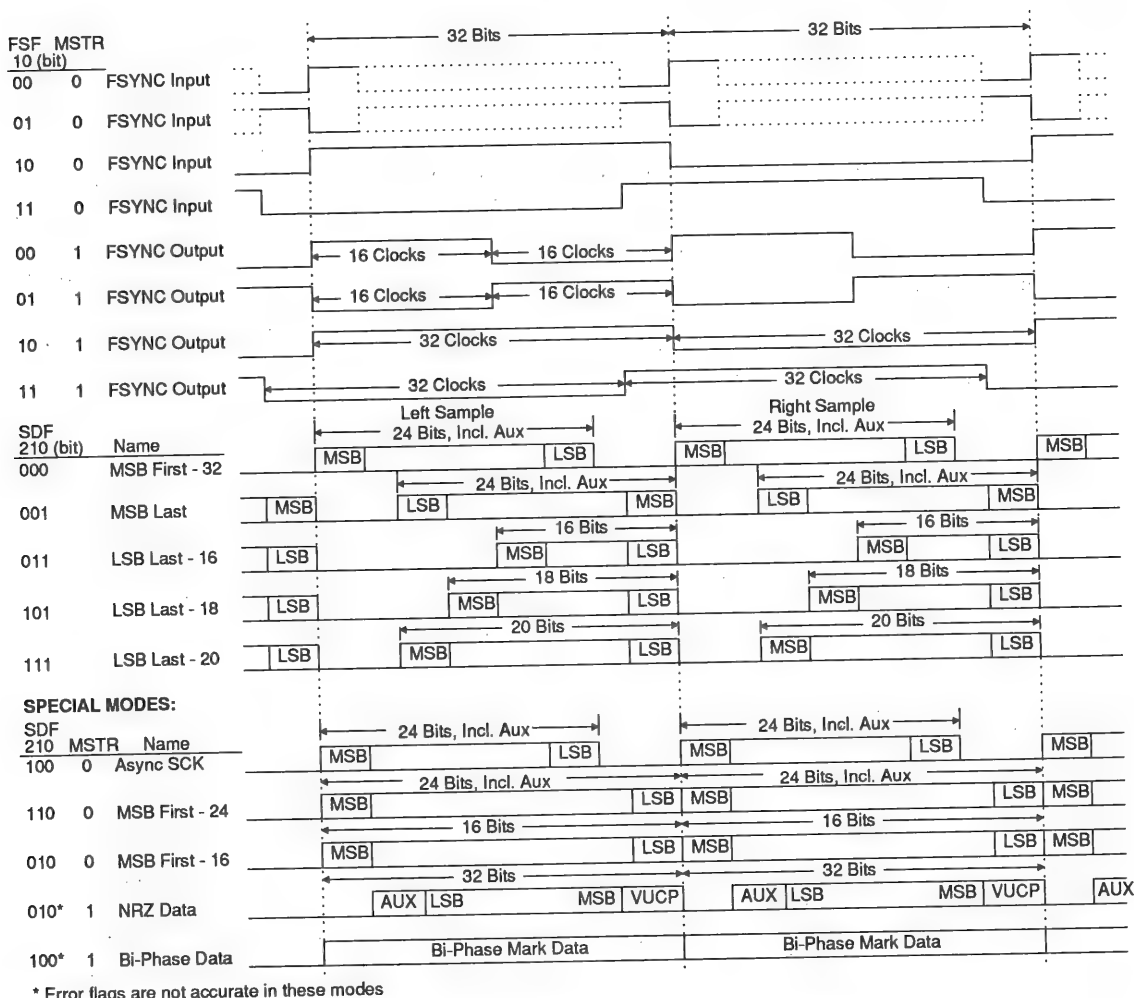 32 Bits 32 Bits
FSF MSTR
10 (bit)
00 0 FSYNC Input
01 0 FSYNC Input
10 0 FSYNC Input
11 0 FSYNC Input
00 1 FSYNC Output 16 Clocks 16 Clocks
01 1 FSYNC Output 16 Clocks 16 Clocks
10 1 FSYNC Output 32 Clocks 32 Clocks
11 1 FSYNC Output 32 Clocks 32 Clocks
Left Sample Right Sample
SDF
210 (bit) Name 24 Bits, Incl. Aux 24 Bits, Incl. Aux
000 MSB First - 32 MSB LSB MSB LSB MSB
24 Bits, Incl. Aux 24 Bits, Incl. Aux
001 MSB Last MSB LSB MSB LSB MSB
16 Bits 16 Bits
011 LSB Last - 16 LSB MSB LSB MSB LSB
18 Bits 18 Bits
101 LSB Last - 18 LSB MSB LSB MSB LSB
20 Bits 20 Bits
111 LSB Last - 20 LSB MSB LSB MSB LSB
SPECIAL MODES:
SDF
210 MSTR Name 24 Bits, Incl. Aux 24 Bits, Incl. Aux
100 0 Async SCK MSB LSB MSB LSB MSB
24 Bits, Incl. Aux 24 Bits, Incl. Aux
110 0 MSB First - 24 MSB LSB MSB LSB MSB
16 Bits 16 Bits
010 0 MSB First - 16 MSB LSB MSB LSB MSB
32 Bits 32 Bits
010* 1 NRZ Data AUX LSB MSB VUCP AUX LSB MSB VUCP AUX
100* 1 Bi-Phase Data Bi-Phase Mark Data Bi-Phase Mark Data
* Error flags are not accurate in these modes